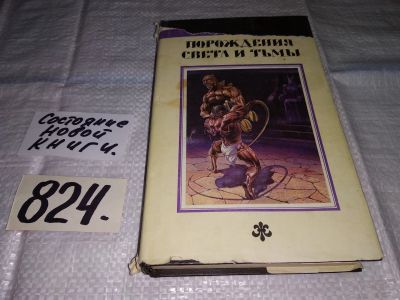 ПОРОЖДЕНИЯ
СВЕТА И ТЬМЫ
Состояние
новой
книги.
824.